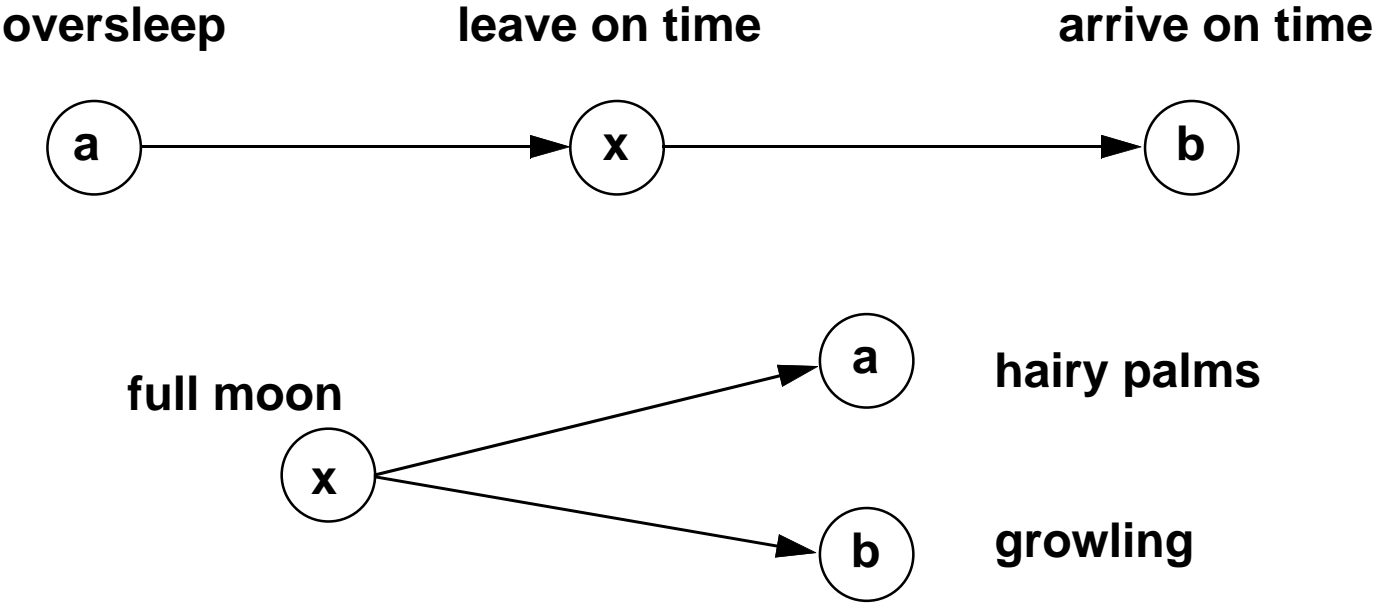 oversleep leave on time arrive on time
a x b
a hairy palms
full moon
x
b growling